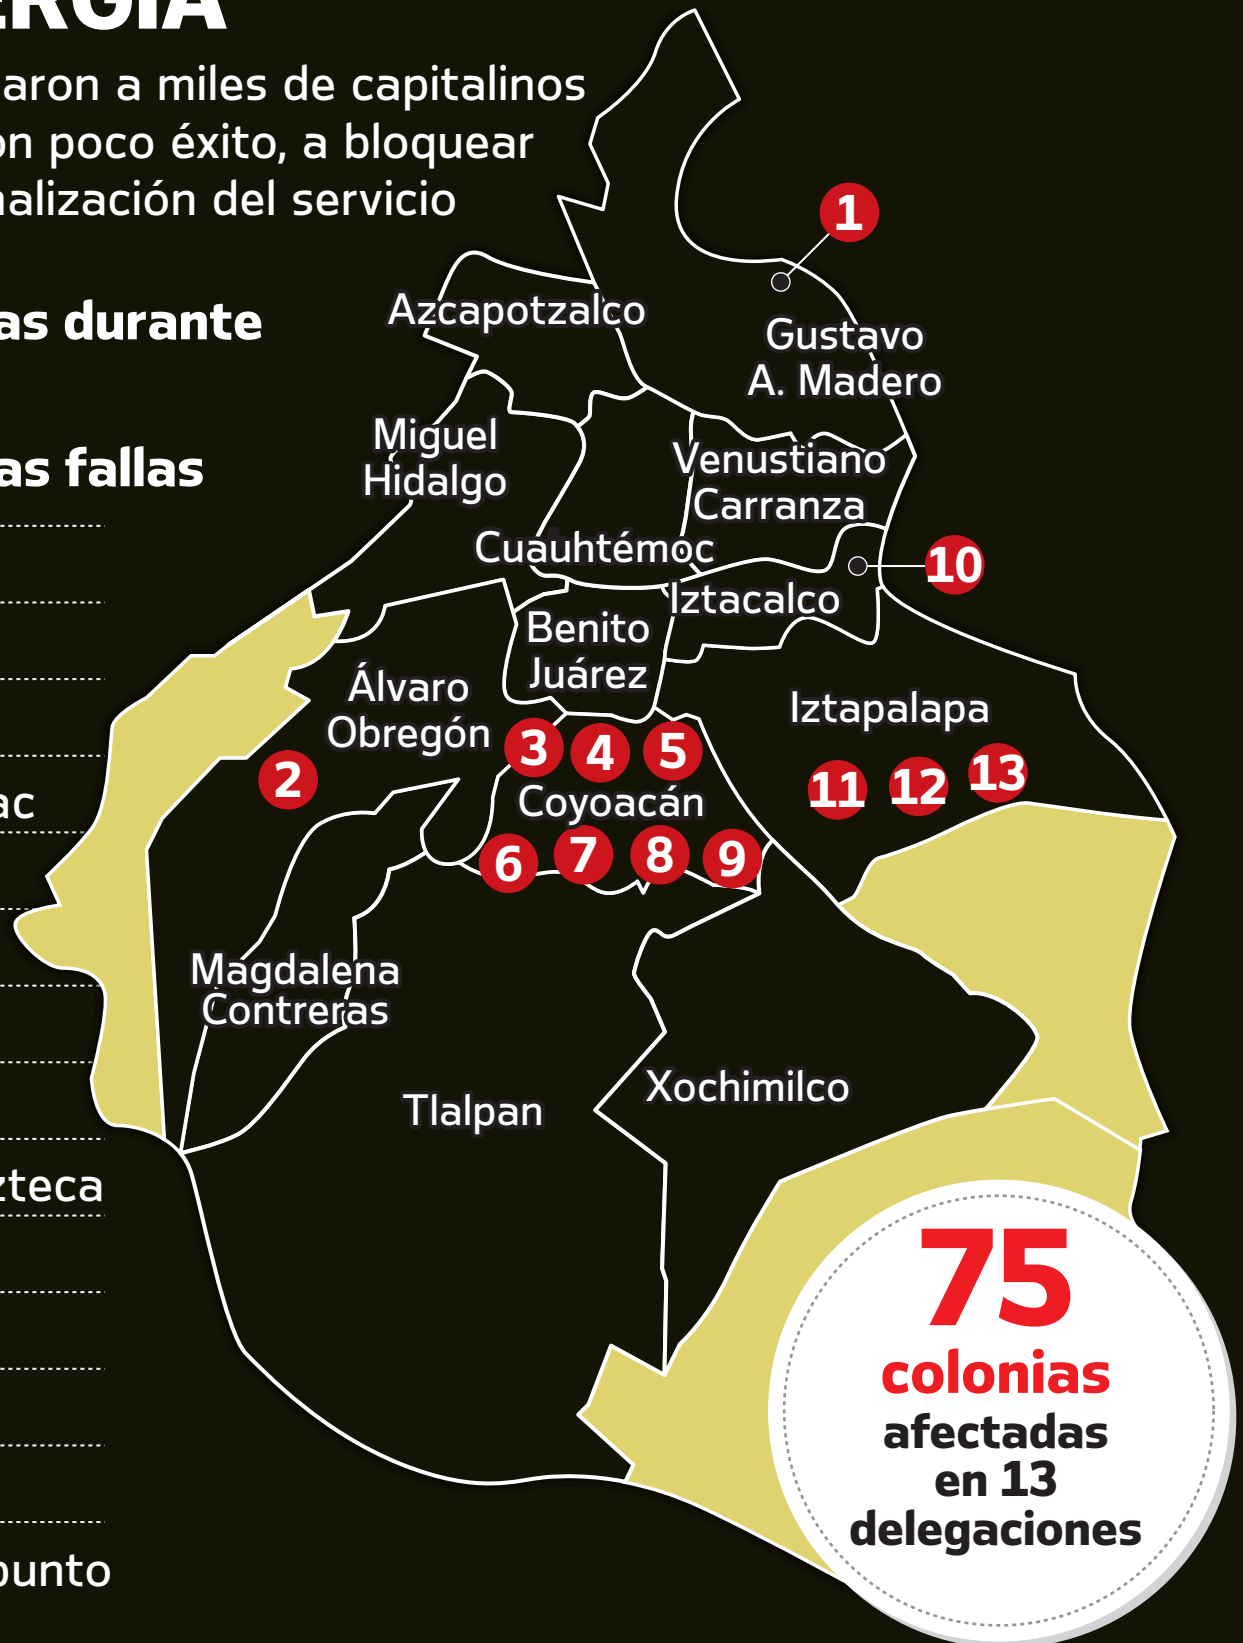 ERGÍA
aron a miles de capitalinos
on poco éxito, a bloquear
nalización del servicio
as durante
as fallas
ac
zteca
punto
1
Azcapotzalco
Gustavo
A. Madero
Miguel
Hidalgo
Venustiano
Carranza
Cuauhtémoc
10
Iztacalco
Benito
Juárez
Álvaro
Obregón
Iztapalapa
2
3 4 5
Coyoacán
11 12 13
6 7 8 9
Magdalena
Contreras
Tlalpan
Xochimilco
75
colonias
afectadas
en 13
delegaciones